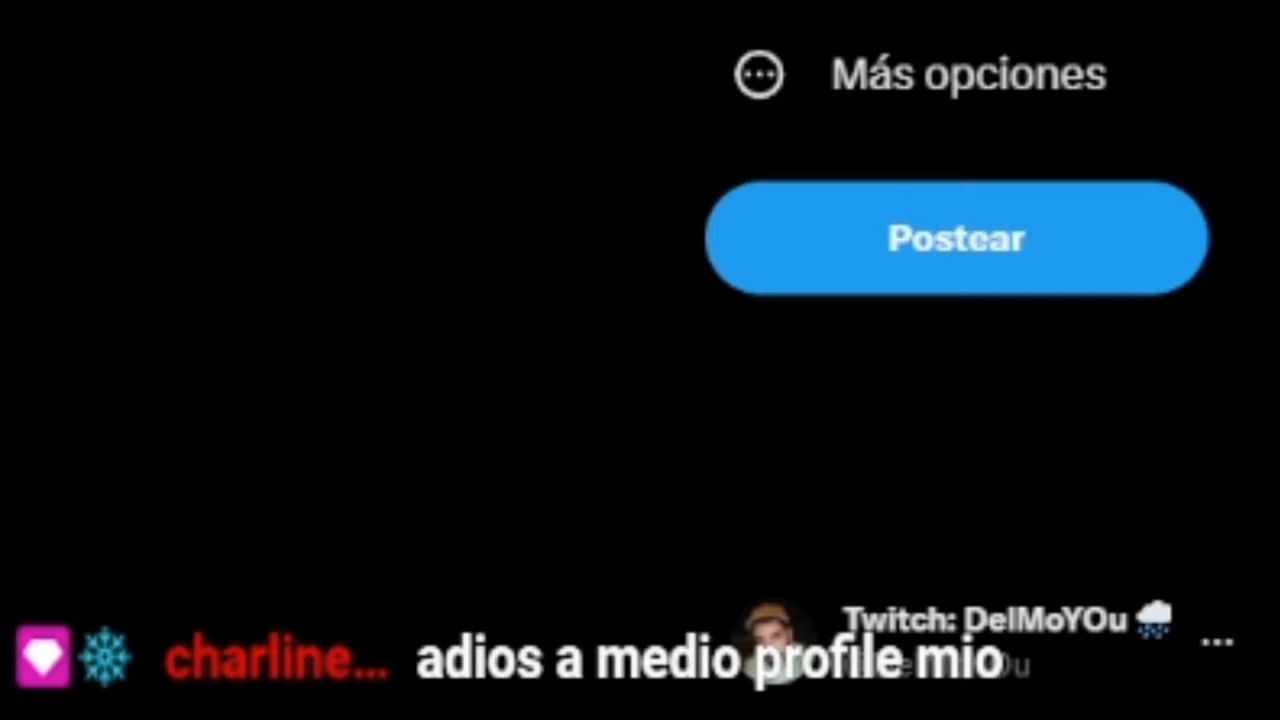 Más opciones
Postear
Twitch: DelMoYOu
charline... adios a medio profile mio